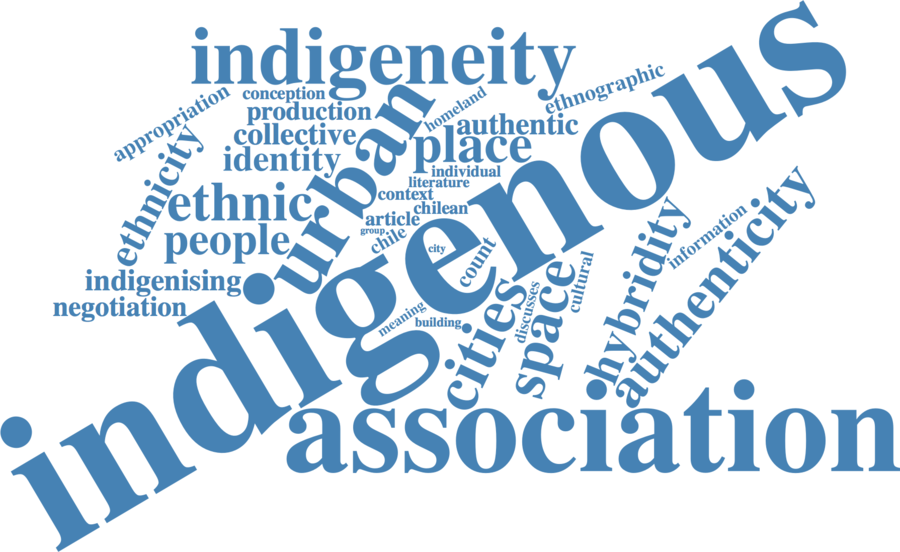 indigeneity
conception
appropriation
production
homeland
ethnographic
indigenous
collective
urban
authentic
identity
place
ethnicity
individual
literature
ethnic
context
chilean
article
people
group
chile
city
count
hybridity
information
authenticity
indigenising
negotiation
cities
space
cultural
discusses
meaning
building
association